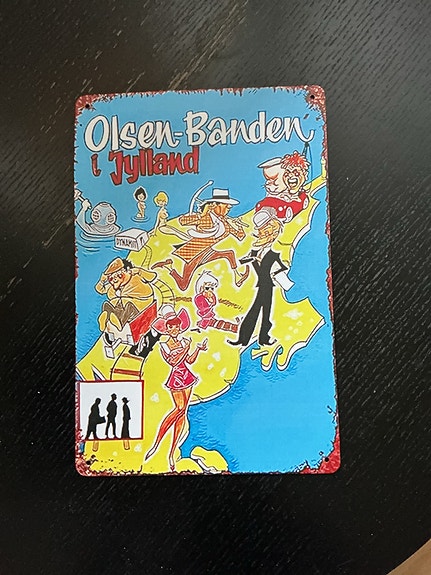 Olsen-Banden
i Jylland
DYNAMIT